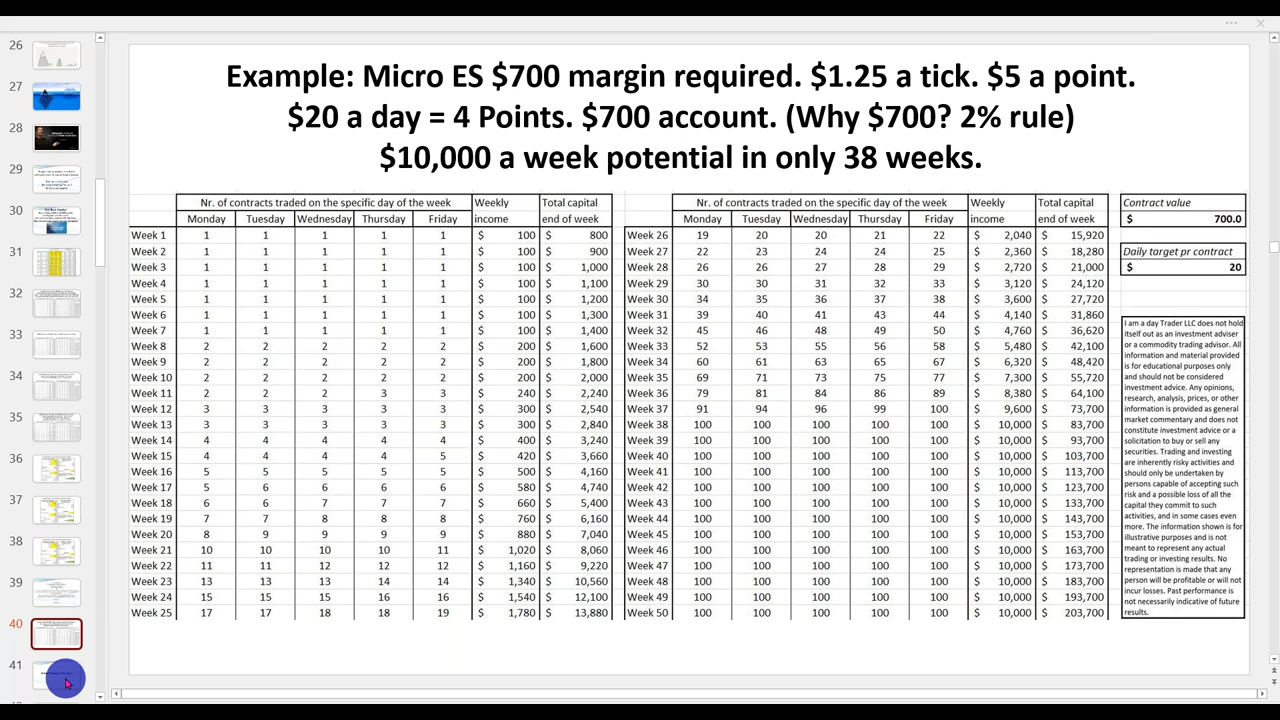 26
27
28
29
30
31
32
33
34
35
36
37
38
39
40
41
Example: Micro ES $700 margin required. $1.25 a tick. $5 a point.
$20 a day = 4 Points. $700 account. (Why $700? 2% rule)
$10,000 a week potential in only 38 weeks.
Nr. of contracts traded on the specific day of the week Weekly Total capital
Monday Tuesday Wednesday Thursday Friday income end of week
Week 1 1 1 1 1 1 $ 100 $ 800
Week 2 1 1 1 1 1 $ 100 $ 900
Week 3 1 1 1 1 1 $ 100 $ 1,000
Week 4 1 1 1 1 1 $ 100 $ 1,100
Week 5 1 1 1 1 1 $ 100 $ 1,200
Week 6 1 1 1 1 1 $ 100 $ 1,300
Week 7 1 1 1 1 1 $ 100 $ 1,400
Week 8 2 2 2 2 2 $ 200 $ 1,600
Week 9 2 2 2 2 2 $ 200 $ 1,800
Week 10 2 2 2 2 2 $ 200 $ 2,000
Week 11 2 2 2 3 3 $ 240 $ 2,240
Week 12 3 3 3 3 3 $ 300 $ 2,540
Week 13 3 3 3 3 3 $ 300 $ 2,840
Week 14 4 4 4 4 4 $ 400 $ 3,240
Week 15 4 4 4 4 5 $ 420 $ 3,660
Week 16 5 5 5 5 5 $ 500 $ 4,160
Week 17 5 6 6 6 6 $ 580 $ 4,740
Week 18 6 6 7 7 7 $ 660 $ 5,400
Week 19 7 7 8 8 8 $ 760 $ 6,160
Week 20 8 9 9 9 9 $ 880 $ 7,040
Week 21 10 10 10 10 11 $ 1,020 $ 8,060
Week 22 11 11 12 12 12 $ 1,160 $ 9,220
Week 23 13 13 13 14 14 $ 1,340 $ 10,560
Week 24 15 15 15 16 16 $ 1,540 $ 12,100
Week 25 17 17 18 18 19 $ 1,780 $ 13,880
Nr. of contracts traded on the specific day of the week Weekly Total capital
Monday Tuesday Wednesday Thursday Friday income end of week
Week 26 19 20 20 21 22 $ 2,040 $ 15,920
Week 27 22 23 24 24 25 $ 2,360 $ 18,280
Week 28 26 26 27 28 29 $ 2,720 $ 21,000
Week 29 30 30 31 32 33 $ 3,120 $ 24,120
Week 30 34 35 36 37 38 $ 3,600 $ 27,720
Week 31 39 40 41 43 44 $ 4,140 $ 31,860
Week 32 45 46 48 49 50 $ 4,760 $ 36,620
Week 33 52 53 55 56 58 $ 5,480 $ 42,100
Week 34 60 61 63 65 67 $ 6,320 $ 48,420
Week 35 69 71 73 75 77 $ 7,300 $ 55,720
Week 36 79 81 84 86 89 $ 8,380 $ 64,100
Week 37 91 94 96 99 100 $ 9,600 $ 73,700
Week 38 100 100 100 100 100 $ 10,000 $ 83,700
Week 39 100 100 100 100 100 $ 10,000 $ 93,700
Week 40 100 100 100 100 100 $ 10,000 $ 103,700
Week 41 100 100 100 100 100 $ 10,000 $ 113,700
Week 42 100 100 100 100 100 $ 10,000 $ 123,700
Week 43 100 100 100 100 100 $ 10,000 $ 133,700
Week 44 100 100 100 100 100 $ 10,000 $ 143,700
Week 45 100 100 100 100 100 $ 10,000 $ 153,700
Week 46 100 100 100 100 100 $ 10,000 $ 163,700
Week 47 100 100 100 100 100 $ 10,000 $ 173,700
Week 48 100 100 100 100 100 $ 10,000 $ 183,700
Week 49 100 100 100 100 100 $ 10,000 $ 193,700
Week 50 100 100 100 100 100 $ 10,000 $ 203,700
Contract value
$ 700.0
Daily target pr contract
$ 20
I am a day Trader LLC does not hold
itself out as an investment adviser
or a commodity trading advisor. All
information and material provided
is for educational purposes only
and should not be considered
investment advice. Any opinions,
research, analysis, prices, or other
information is provided as general
market commentary and does not
constitute investment advice or a
solicitation to buy or sell any
securities. Trading and investing
are inherently risky activities and
should only be undertaken by
persons capable of accepting such
risk and a possible loss of all the
capital they commit to such
activities, and in some cases even
more. The information shown is for
illustrative purposes and is not
meant to represent any actual
trading or investing results. No
representation is made that any
person will be profitable or will not
incur losses. Past performance is
not necessarily indicative of future
results.